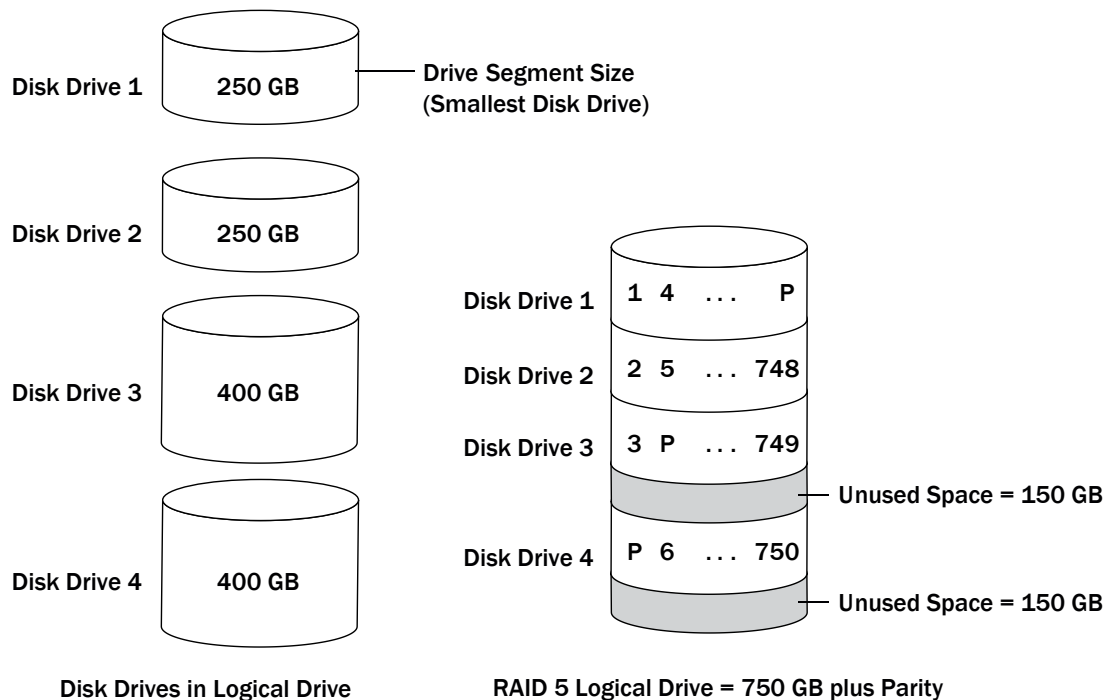 Disk Drive 1
250 GB
Drive Segment Size
(Smallest Disk Drive)
Disk Drive 2
250 GB
Disk Drive 3
400 GB
Disk Drive 4
400 GB
Disk Drives in Logical Drive
Disk Drive 1
1 4 ... P
Disk Drive 2
2 5 ... 748
Disk Drive 3
3 P ... 749
Unused Space = 150 GB
Disk Drive 4
P 6 ... 750
Unused Space = 150 GB
RAID 5 Logical Drive = 750 GB plus Parity